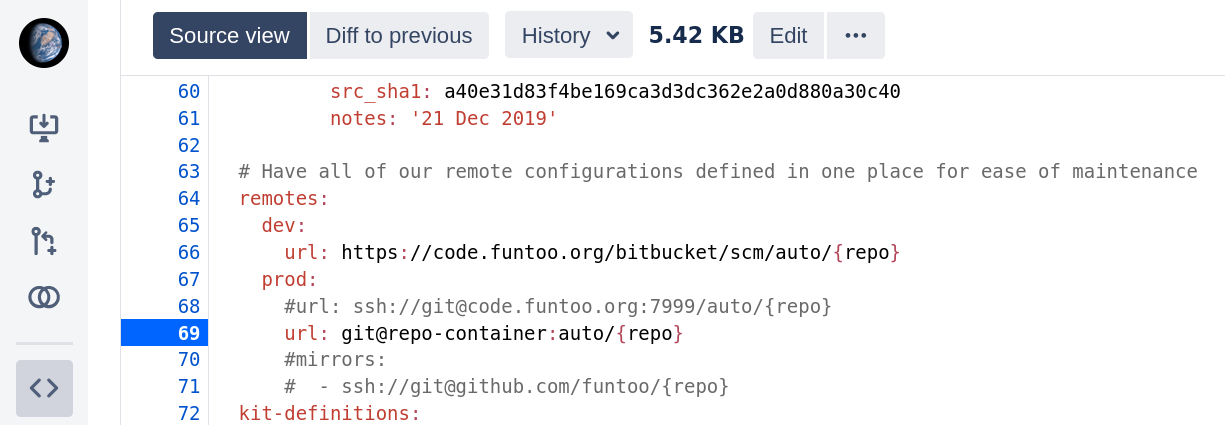 Source view Diff to previous History 5.42 KB Edit •••
60 src_sha1: a40e31d83f4be169ca3d3dc362e2a0d880a30c40
61 notes: '21 Dec 2019'
62
63 # Have all of our remote configurations defined in one place for ease of maintenance
64 remotes:
65 dev:
66 url: https://code.funtoo.org/bitbucket/scm/auto/{repo}
67 prod:
68 #url: ssh://git@code.funtoo.org:7999/auto/{repo}
69 url: git@repo-container:auto/{repo}
70 #mirrors:
71 #  - ssh://git@github.com/funtoo/{repo}
72 kit-definitions: